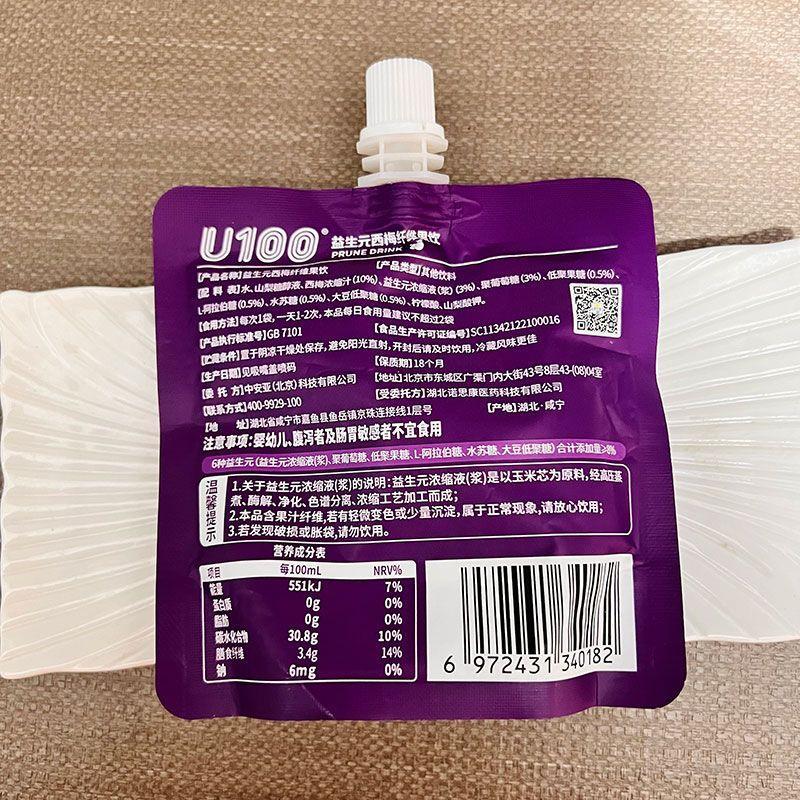 U100®
益生元西梅纤维果饮
PRUNE DRINK
【产品名称】益生元西梅纤维果饮
【产品类型】其他饮料
【配 料 表】水、山梨糖醇液、西梅浓缩汁(10%)、益生元浓缩液(浆)(3%)、聚葡萄糖(3%)、低聚果糖(0.5%)、
L-阿拉伯糖(0.5%)、水苏糖(0.5%)、大豆低聚糖(0.5%)、柠檬酸、山梨酸钾。
【食用方法】每次1袋,一天1-2次,本品每日食用量建议不超过2袋
【产品执行标准号】GB 7101
【食品生产许可证编号】SC11342122100016
【贮藏条件】置于阴凉干燥处保存,避免阳光直射,开封后请及时饮用,冷藏风味更佳
【生产日期】见吸嘴盖喷码
【保质期】18个月
【委 托 方】中安亚(北京)科技有限公司
【地址】北京市东城区广渠门内大街43号8层43-(08)04室
【联系方式】400-9929-100
【受委托方】湖北诺思康医药科技有限公司
【地 址】湖北省咸宁市嘉鱼县鱼岳镇京珠连接线1层号
【产地】湖北·咸宁
注意事项:婴幼儿、腹泻者及肠胃敏感者不宜食用
6种益生元(益生元浓缩液(浆)、聚葡萄糖、低聚果糖、L-阿拉伯糖、水苏糖、大豆低聚糖)合计添加量≥8%
温馨提示
1.关于益生元浓缩液(浆)的说明:益生元浓缩液(浆)是以玉米芯为原料,经高压蒸
煮、酶解、净化、色谱分离、浓缩工艺加工而成;
2.本品含果汁纤维,若有轻微变色或少量沉淀,属于正常现象,请放心饮用;
3.若发现破损或胀袋,请勿饮用。
营养成分表
项目 每100mL NRV%
能量 551kJ 7%
蛋白质 0g 0%
脂肪 0g 0%
碳水化合物 30.8g 10%
膳食纤维 3.4g 14%
钠 6mg 0%
6 972431 340182